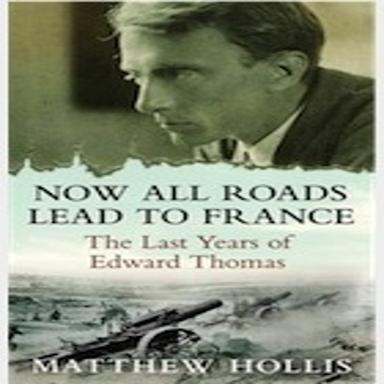 NOW ALL ROADS
LEAD TO FRANCE
The Last Years of
Edward Thomas
MATTHEW HOLLIS